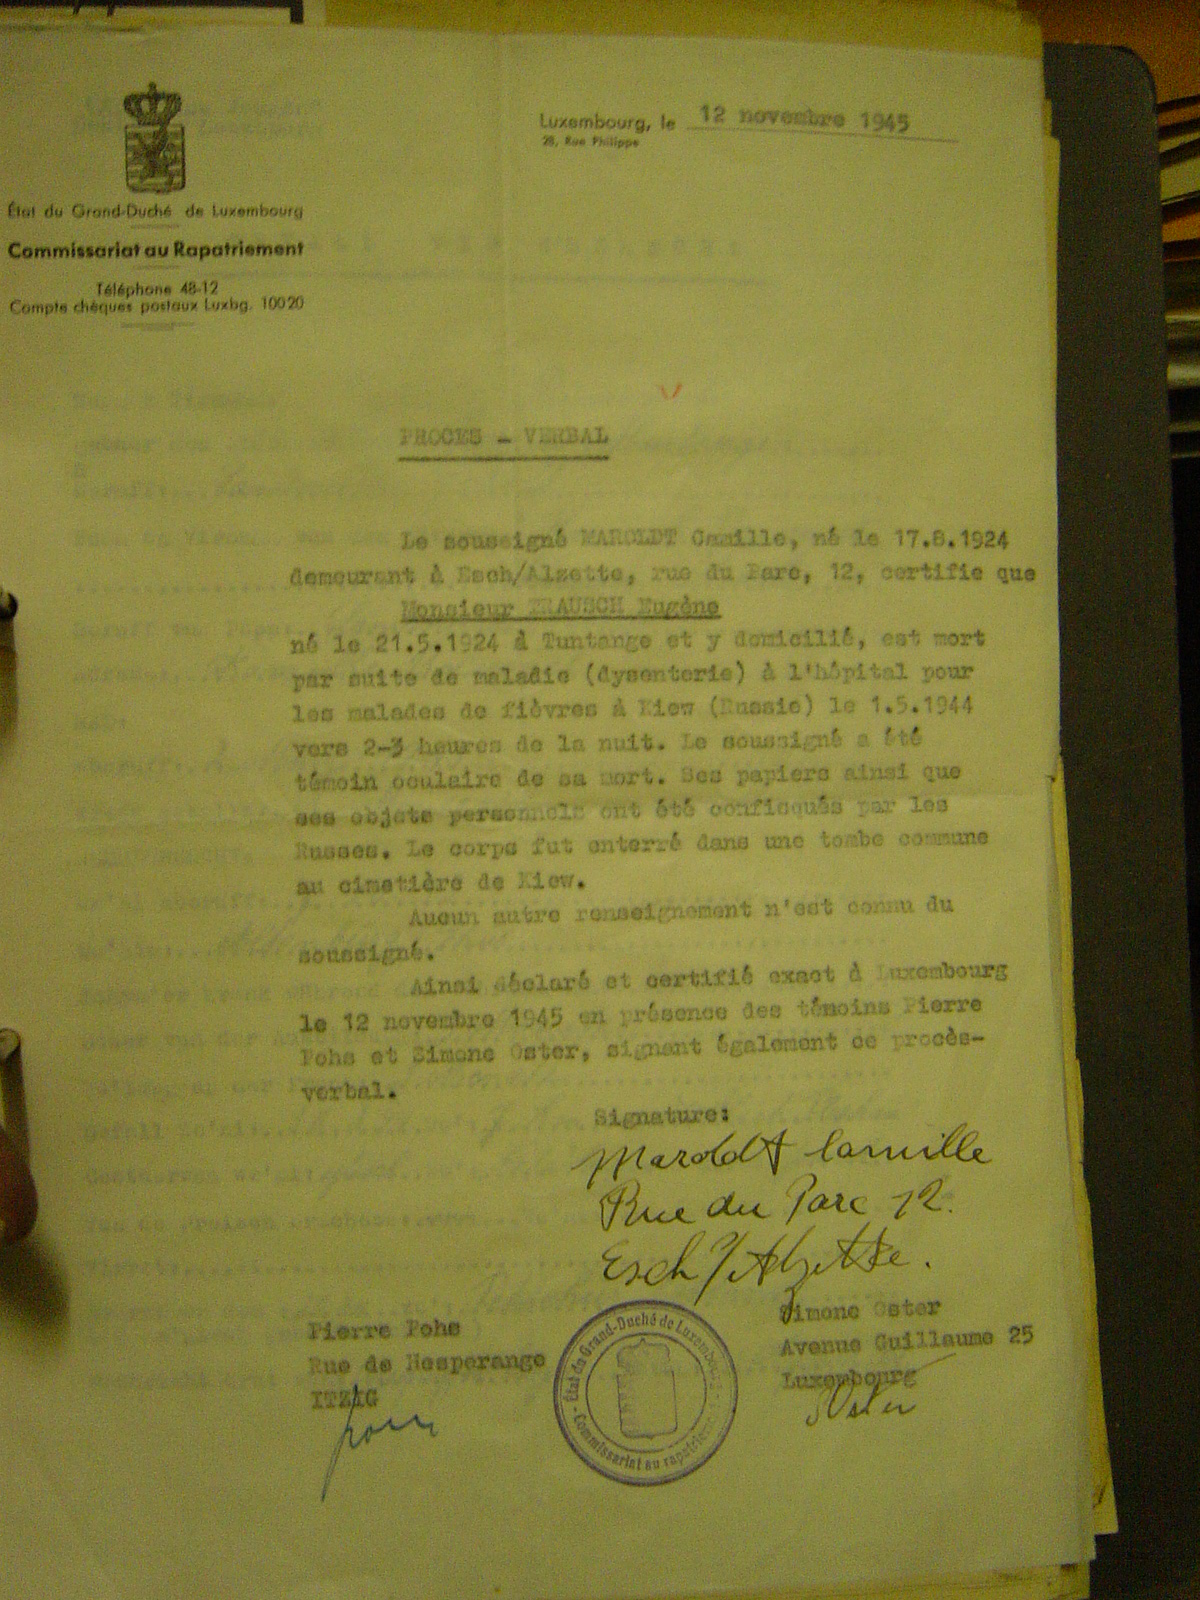 Luxembourg, le 12 novembre 1945
28, Rue Philippe
État du Grand-Duché de Luxembourg
Commissariat au Rapatriement
Téléphone 48-12
Compte chèques postaux Luxbg. 10020
PROCES - VERBAL
Le sousseigné MAROLDT Camille, né le 17.8.1924
demeurant à Esch/Alzette, rue du Parc, 12, certifie que
Monsieur TRAUSCH Eugène
né le 21.5.1924 à Tuntange et y domicilié, est mort
par suite de maladie (dysenterie) à l'hôpital pour
les malades de fièvres à Kiew (Russie) le 1.5.1944
vers 2-3 heures de la nuit. Le soussigné a été
témoin oculaire de sa mort. Ses papiers ainsi que
ses objets personnels ont été confisqués par les
Russes. Le corps fut enterré dans une tombe commune
au cimetière de Kiew.
Aucun autre renseignement n'est connu du
soussigné.
Ainsi déclaré et certifié exact à Luxembourg
le 12 novembre 1945 en présence des témoins Pierre
Pohs et Simone Oster, signant également ce procès-
verbal.
Signature:
Maroldt Camille
Rue du Parc 12.
Esch/Alzette.
Simone Oster
Avenue Guillaume 25
Luxembourg
Oster
Pierre Pohs
Rue de Hesperange
ITZIG
État du Grand-Duché de Luxembourg
Commissariat au rapatriement